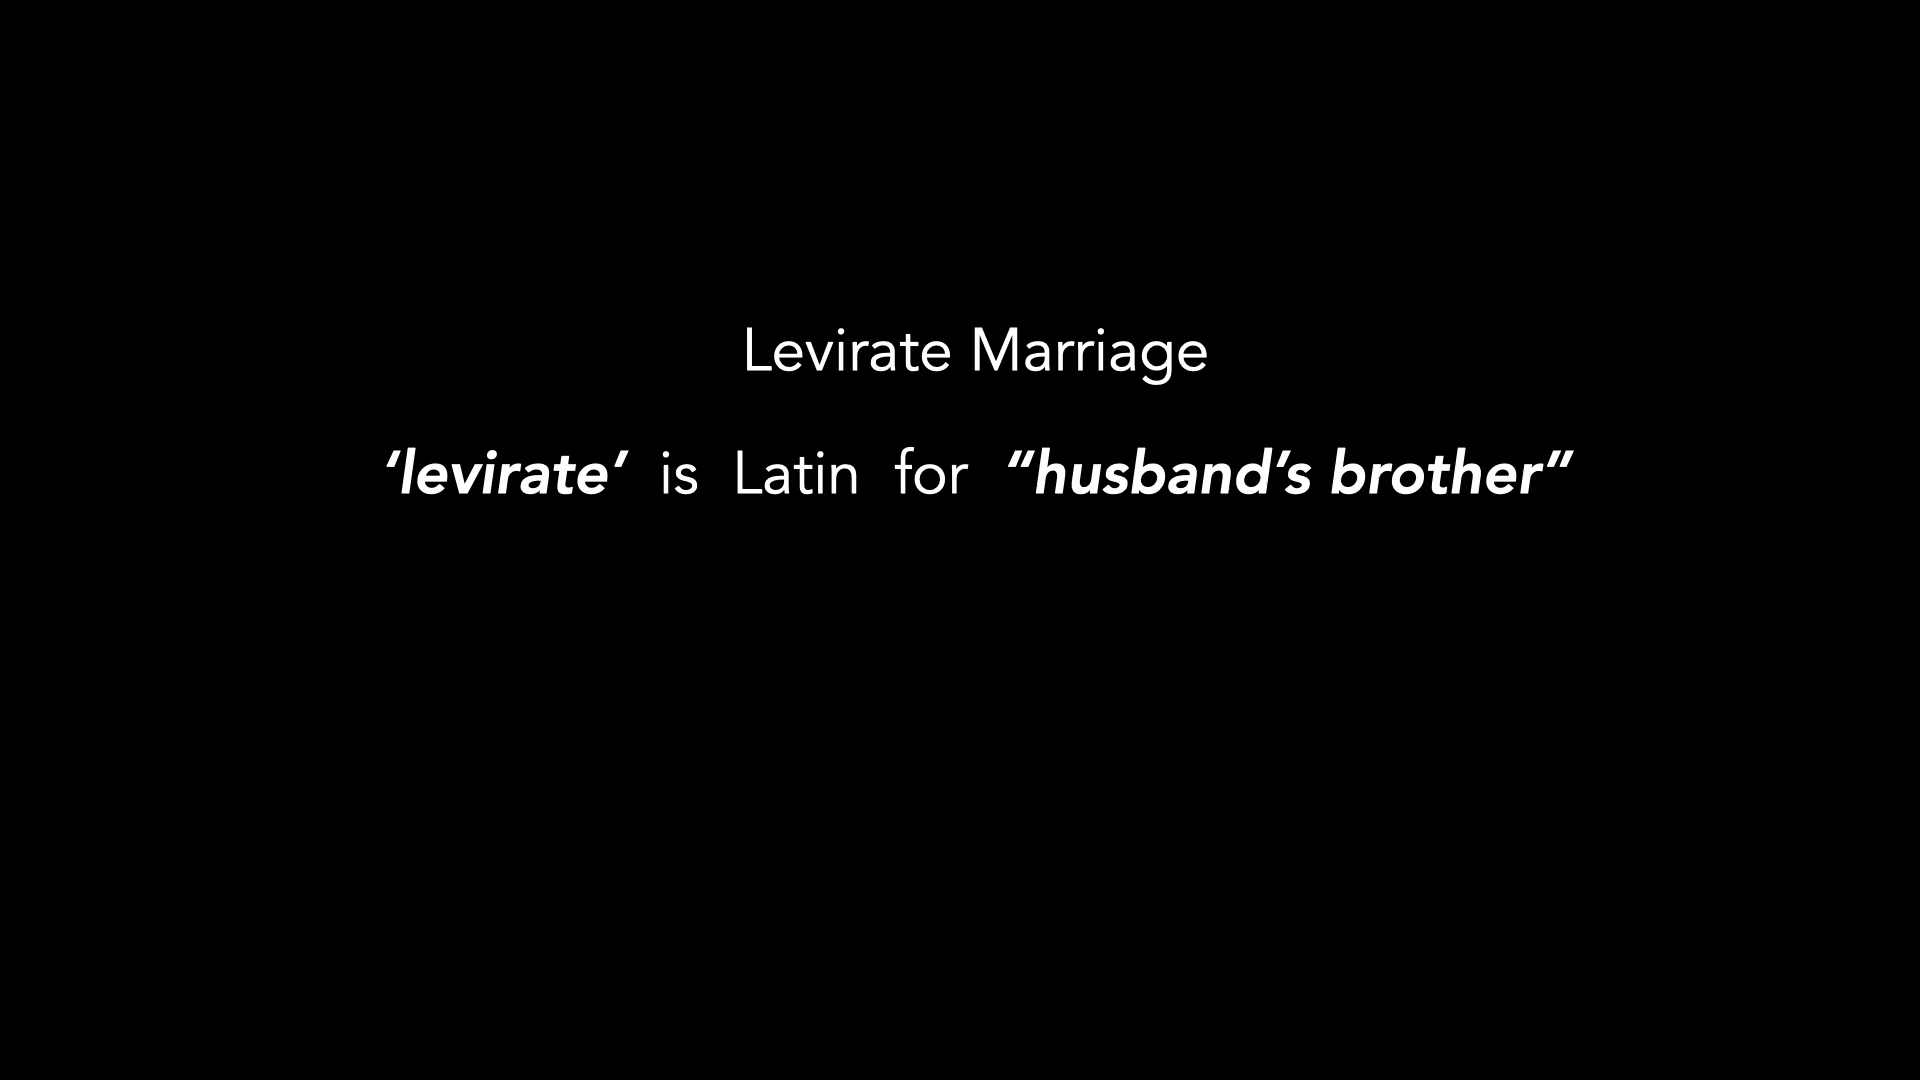 Levirate Marriage
‘levirate’ is Latin for “husband’s brother”